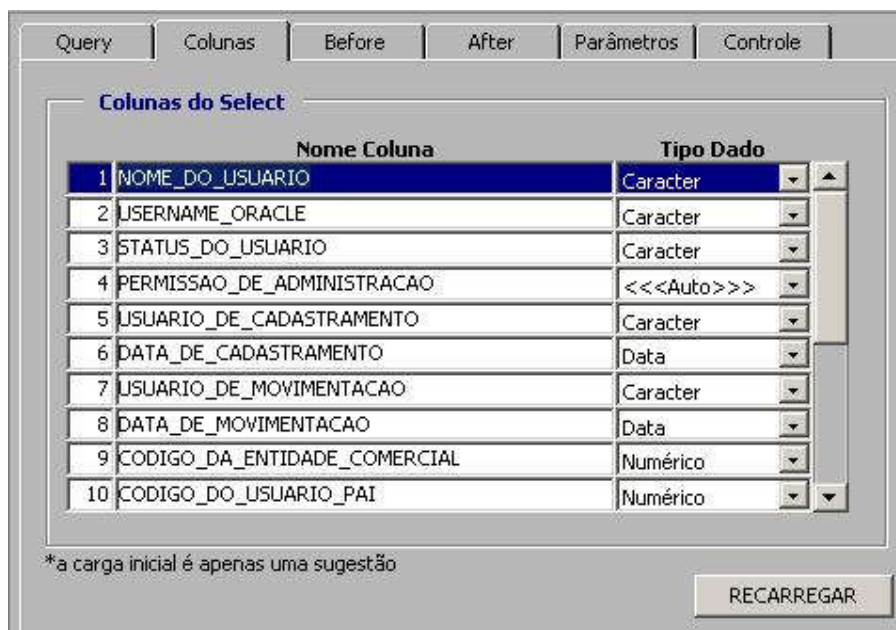 Query Colunas Before After Parâmetros Controle
Colunas do Select
Nome Coluna Tipo Dado
1 NOME_DO_USUARIO Caracter
2 USERNAME_ORACLE Caracter
3 STATUS_DO_USUARIO Caracter
4 PERMISSAO_DE_ADMINISTRACAO <<<Auto>>>
5 USUARIO_DE_CADASTRAMENTO Caracter
6 DATA_DE_CADASTRAMENTO Data
7 USUARIO_DE_MOVIMENTACAO Caracter
8 DATA_DE_MOVIMENTACAO Data
9 CODIGO_DA_ENTIDADE_COMERCIAL Numérico
10 CODIGO_DO_USUARIO_PAI Numérico
*a carga inicial é apenas uma sugestão
RECARREGAR